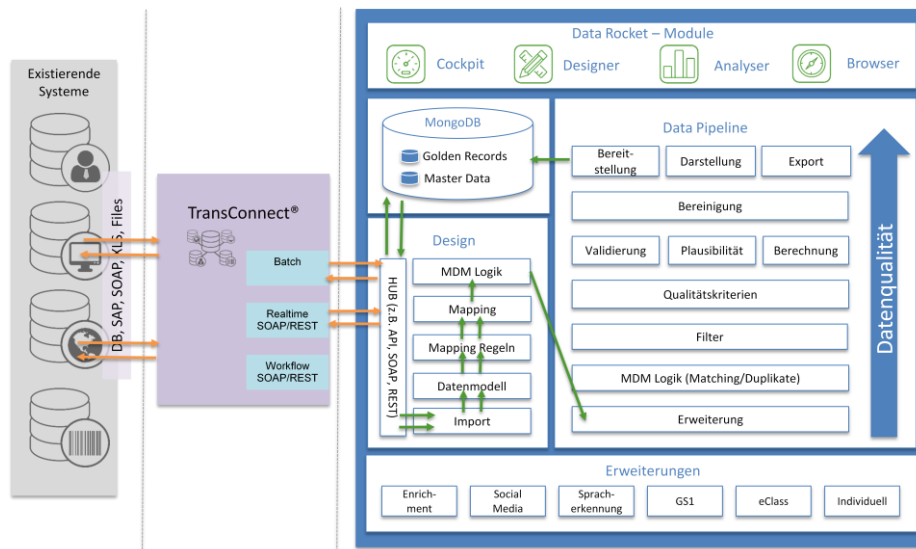 Existierende
Systeme
DB, SAP, SOAP, XLS, Files
TransConnect®
Batch
Realtime
SOAP/REST
Workflow
SOAP/REST
Data Rocket – Module
Cockpit
Designer
Analyser
Browser
MongoDB
Golden Records
Master Data
Design
HUB (z.B. API, SOAP, REST)
MDM Logik
Mapping
Mapping Regeln
Datenmodell
Import
Data Pipeline
Bereit-
stellung
Darstellung
Export
Bereinigung
Validierung
Plausibilität
Berechnung
Qualitätskriterien
Filter
MDM Logik (Matching/Duplikate)
Erweiterung
Datenqualität
Erweiterungen
Enrich-
ment
Social
Media
Sprach-
erkennung
GS1
eClass
Individuell